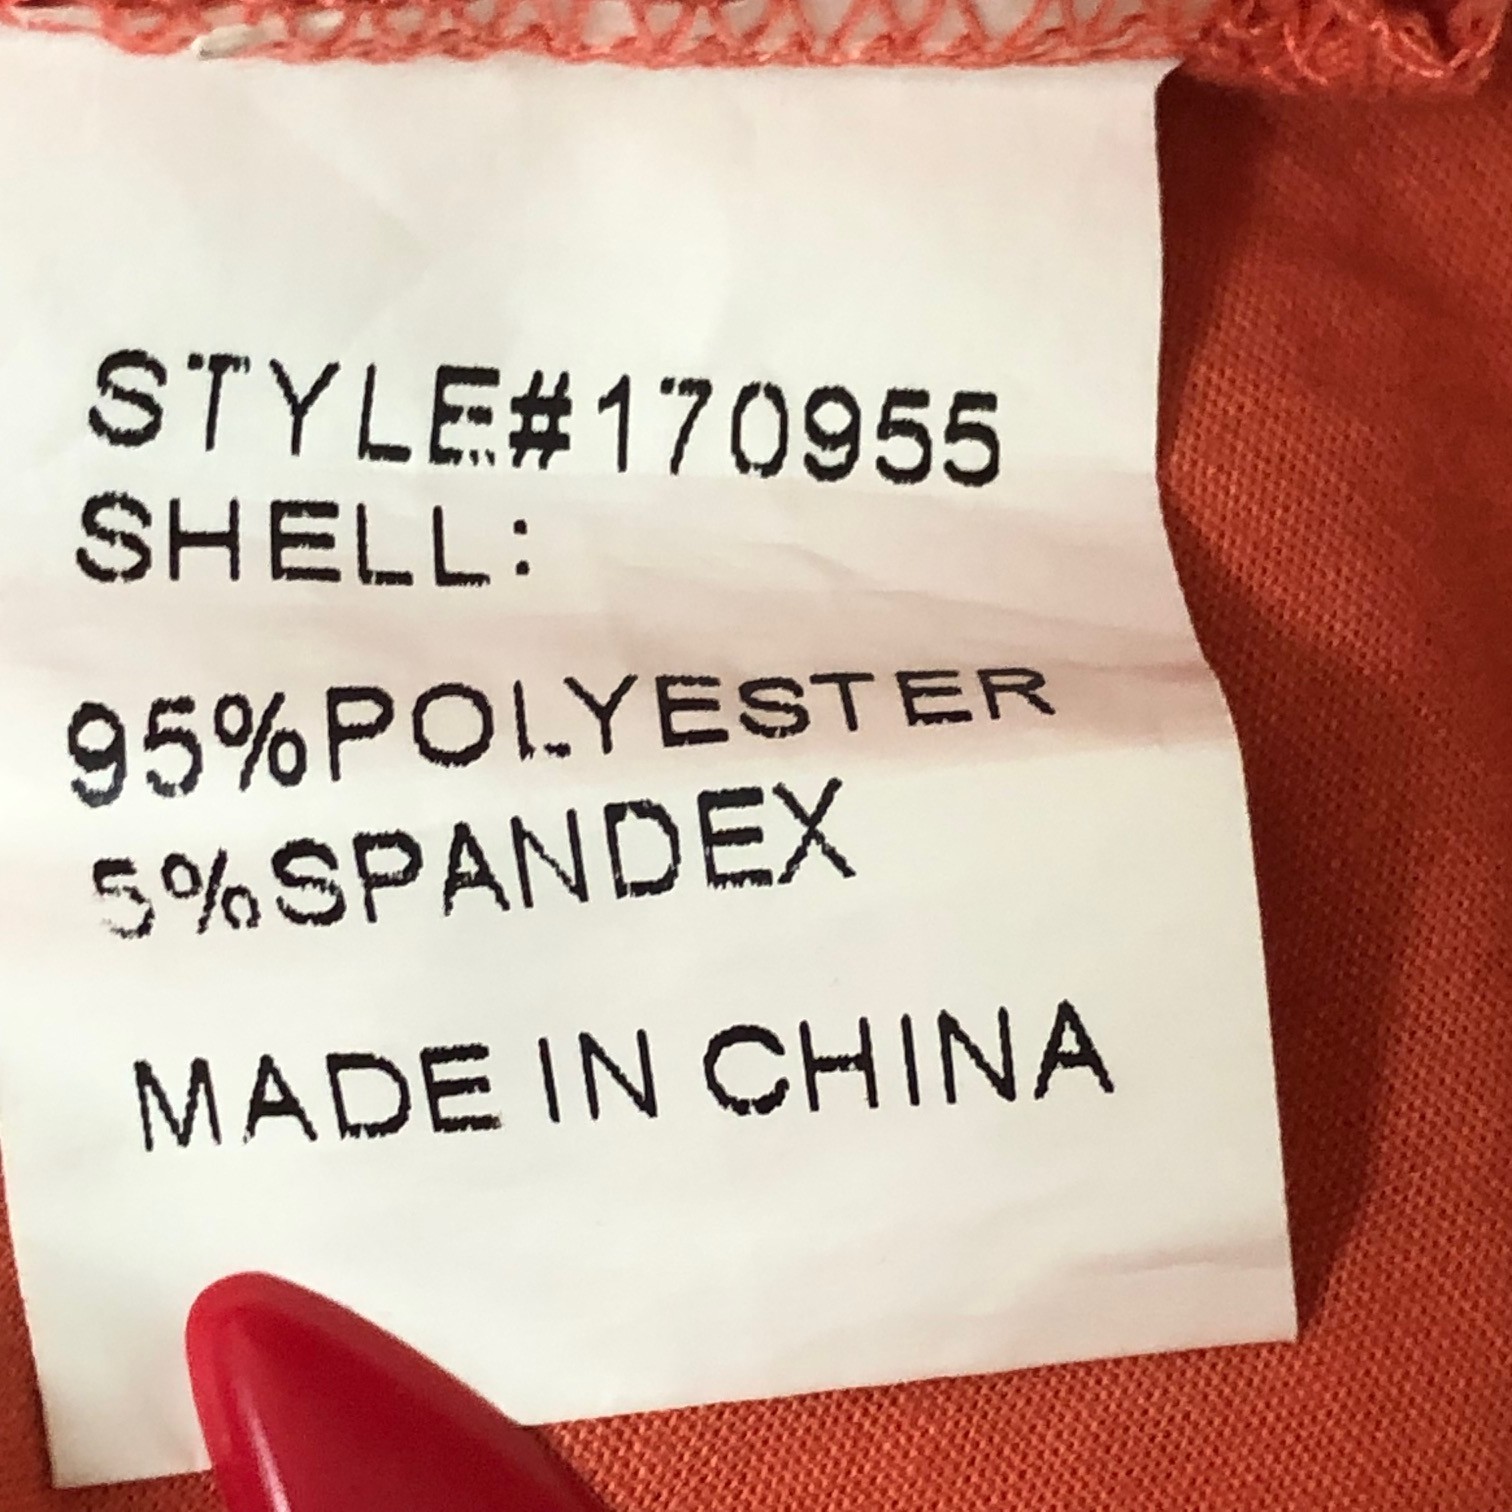 STYLE#170955
SHELL:
95%POLYESTER
5%SPANDEX
MADE IN CHINA